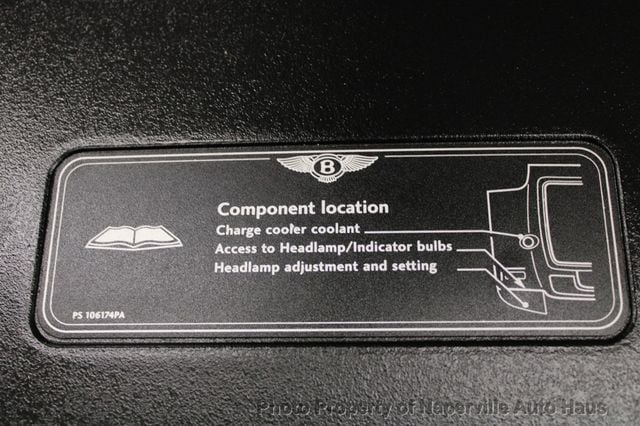 B
Component location
Charge cooler coolant
Access to Headlamp/Indicator bulbs
Headlamp adjustment and setting
PS 106174PA
Photo Property of Naperville Auto Haus